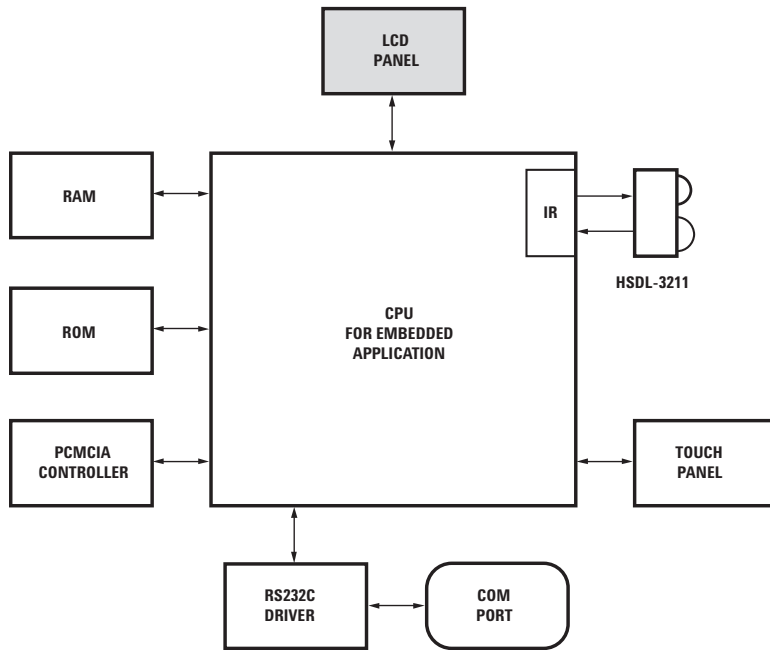 LCD
PANEL
RAM
IR
HSDL-3211
ROM
CPU
FOR EMBEDDED
APPLICATION
PCMCIA
CONTROLLER
TOUCH
PANEL
RS232C
DRIVER
COM
PORT